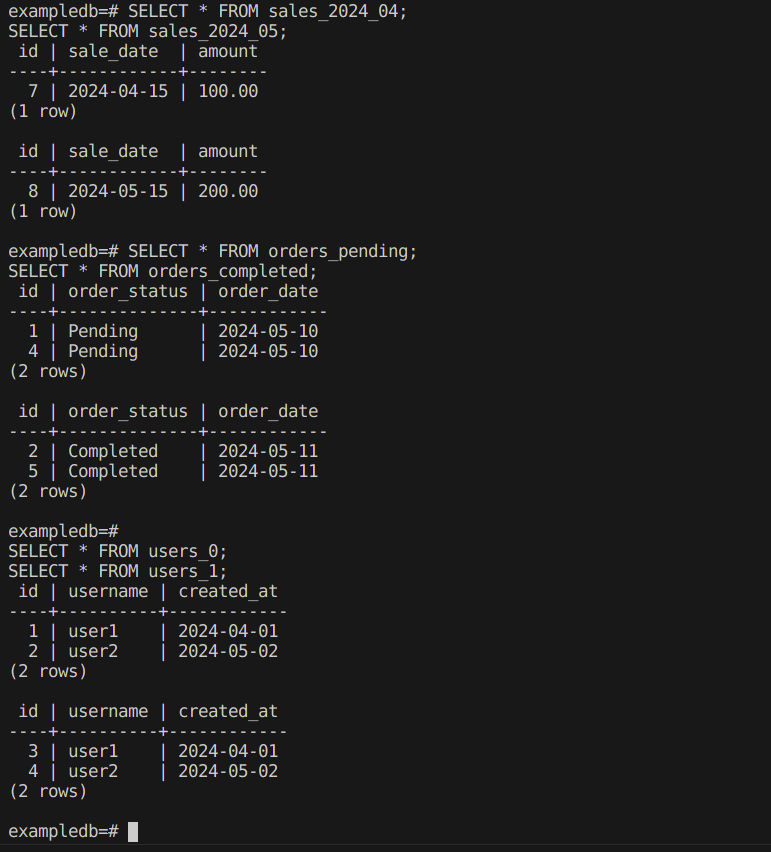 exampledb=# SELECT * FROM sales_2024_04;
SELECT * FROM sales_2024_05;
 id | sale_date  | amount
----+------------+--------
  7 | 2024-04-15 | 100.00
(1 row)

 id | sale_date  | amount
----+------------+--------
  8 | 2024-05-15 | 200.00
(1 row)

exampledb=# SELECT * FROM orders_pending;
SELECT * FROM orders_completed;
 id | order_status | order_date
----+--------------+------------
  1 | Pending      | 2024-05-10
  4 | Pending      | 2024-05-10
(2 rows)

 id | order_status | order_date
----+--------------+------------
  2 | Completed    | 2024-05-11
  5 | Completed    | 2024-05-11
(2 rows)

exampledb=#
SELECT * FROM users_0;
SELECT * FROM users_1;
 id | username | created_at
----+----------+------------
  1 | user1    | 2024-04-01
  2 | user2    | 2024-05-02
(2 rows)

 id | username | created_at
----+----------+------------
  3 | user1    | 2024-04-01
  4 | user2    | 2024-05-02
(2 rows)

exampledb=#